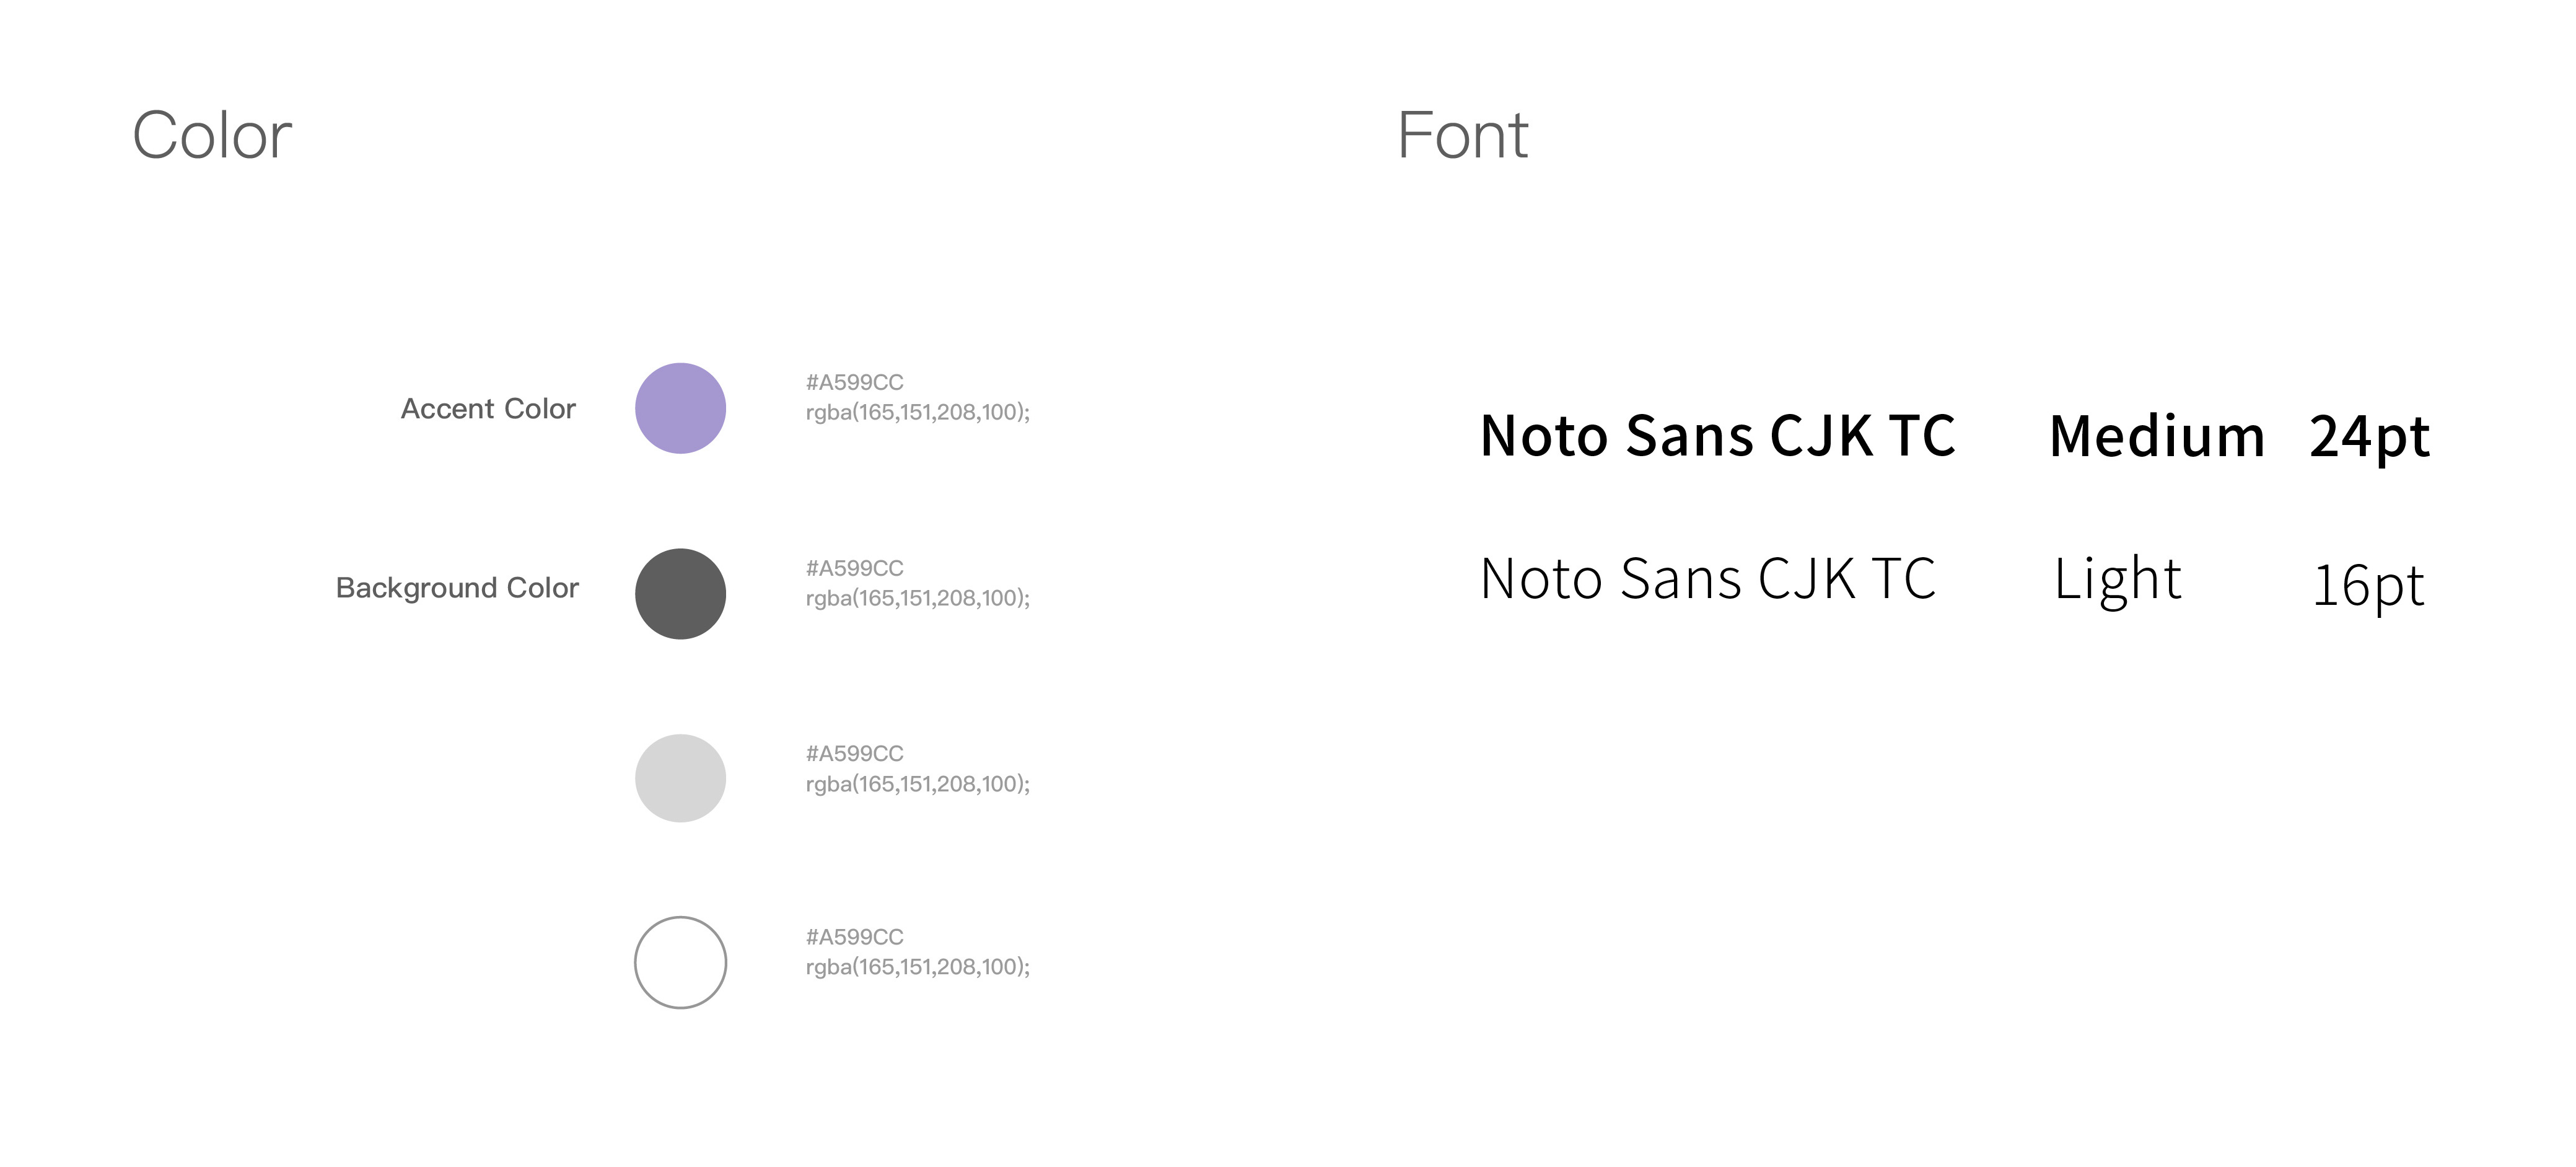 Color
Accent Color
#A599CC
rgba(165,151,208,100);
Background Color
#A599CC
rgba(165,151,208,100);
#A599CC
rgba(165,151,208,100);
#A599CC
rgba(165,151,208,100);
Font
Noto Sans CJK TC Medium 24pt
Noto Sans CJK TC Light 16pt